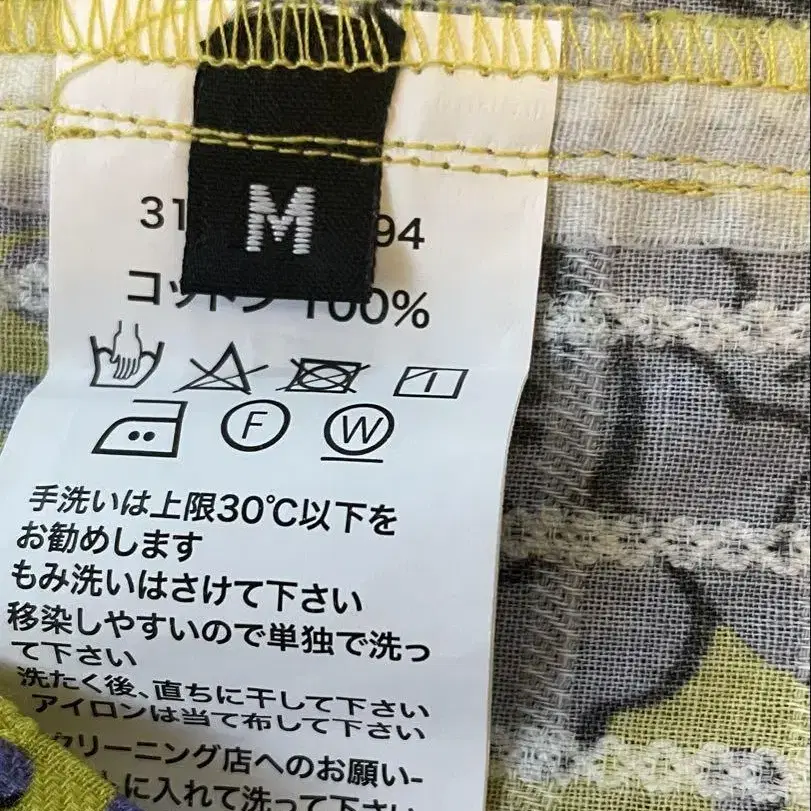 M
31 94
コットン 100%
F W
手洗いは上限30℃以下を
お勧めします
もみ洗いはさけて下さい
移染しやすいので単独で洗っ
て下さい
洗たく後、直ちに干して下さい
アイロンは当て布して下さい
クリーニング店へのお願い-
トに入れて洗って下さい